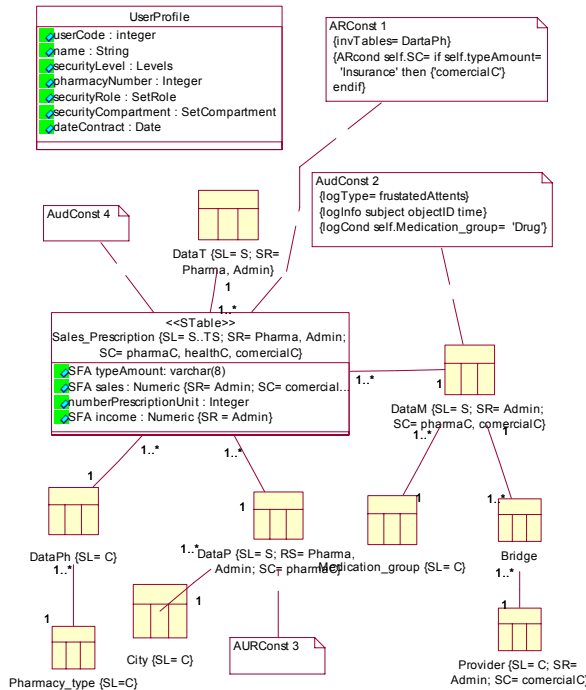 UserProfile
userCode : integer
name : String
securityLevel : Levels
pharmacyNumber : Integer
securityRole : SetRole
securityCompartment : SetCompartment
dateContract : Date
ARConst 1
{invTables= DartaPh}
{ARcond self.SC= if self.typeAmount=
'Insurance' then {'comercialC'}
endif}
AudConst 2
{logType= frustatedAttents}
{logInfo subject objectID time}
{logCond self.Medication_group= 'Drug'}
AudConst 4
DataT {SL= S; SR=
Pharma, Admin}
1
1..*
<<STable>>
Sales_Prescription {SL= S..TS; SR= Pharma, Admin;
SC= pharmaC, healthC, comercialC}
SFA typeAmount: varchar(8)
SFA sales : Numeric {SR= Admin; SC= comercial...
numberPrescriptionUnit : Integer
SFA income : Numeric {SR = Admin}
1..*
1
DataM {SL= S; SR= Admin;
SC= pharmaC, comercialC}
1..*
1
1..*
1..*
1
1
1
1..*
DataPh {SL= C}
1..*
1..*
DataP {SL= S; RS= Pharma,
Admin; SC= pharmaC}
Medication_group {SL= C}
Bridge
1..*
1
Pharmacy_type {SL=C}
1
City {SL= C}
AURConst 3
1
Provider {SL= C; SR=
Admin; SC= comercialC}